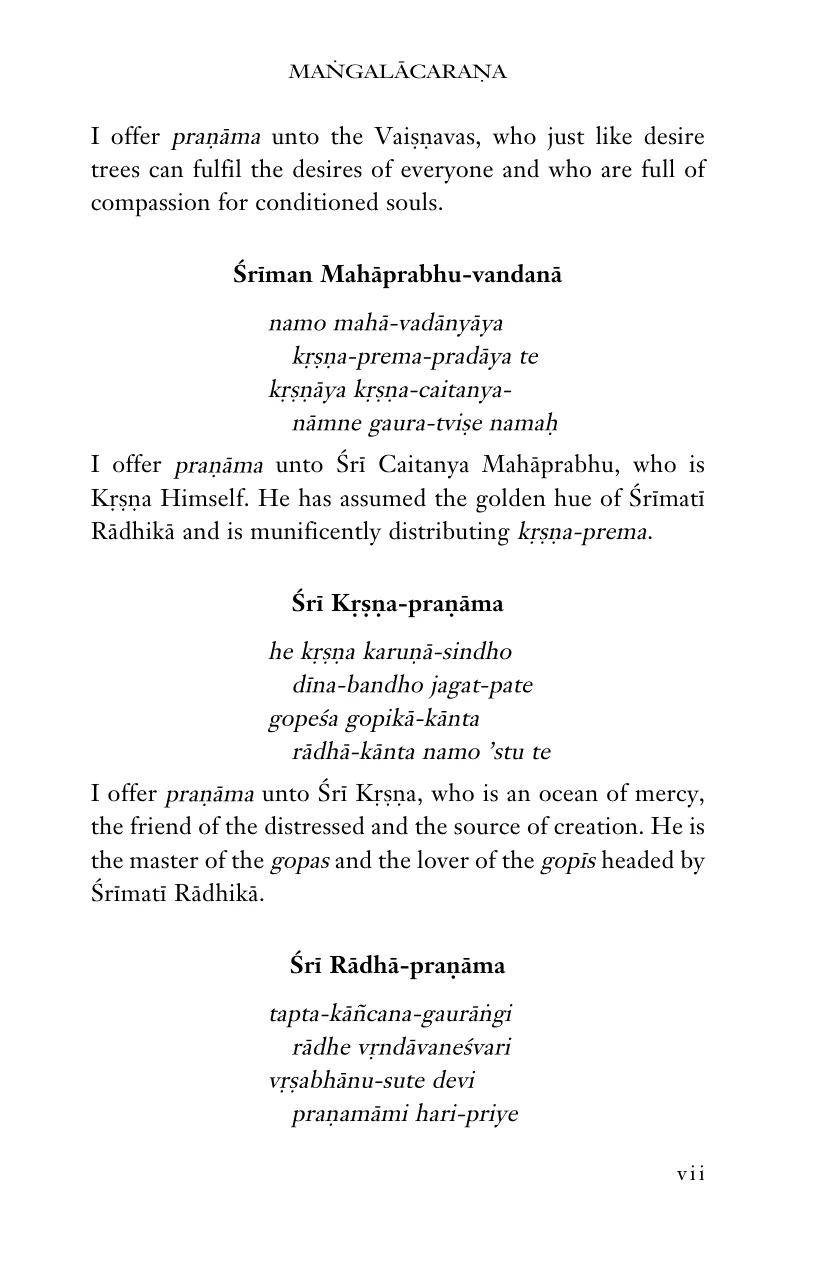 MAṄGALĀCARAṆA
I offer praṇāma unto the Vaiṣṇavas, who just like desire
trees can fulfil the desires of everyone and who are full of
compassion for conditioned souls.
Śrīman Mahāprabhu-vandanā
namo mahā-vadānyāya
kṛṣṇa-prema-pradāya te
kṛṣṇāya kṛṣṇa-caitanya-
nāmne gaura-tviṣe namaḥ
I offer praṇāma unto Śrī Caitanya Mahāprabhu, who is
Kṛṣṇa Himself. He has assumed the golden hue of Śrīmatī
Rādhikā and is munificently distributing kṛṣṇa-prema.
Śrī Kṛṣṇa-praṇāma
he kṛṣṇa karuṇā-sindho
dīna-bandho jagat-pate
gopeśa gopikā-kānta
rādhā-kānta namo ’stu te
I offer praṇāma unto Śrī Kṛṣṇa, who is an ocean of mercy,
the friend of the distressed and the source of creation. He is
the master of the gopas and the lover of the gopīs headed by
Śrīmatī Rādhikā.
Śrī Rādhā-praṇāma
tapta-kāñcana-gaurāṅgi
rādhe vṛndāvaneśvari
vṛṣabhānu-sute devi
praṇamāmi hari-priye
vii